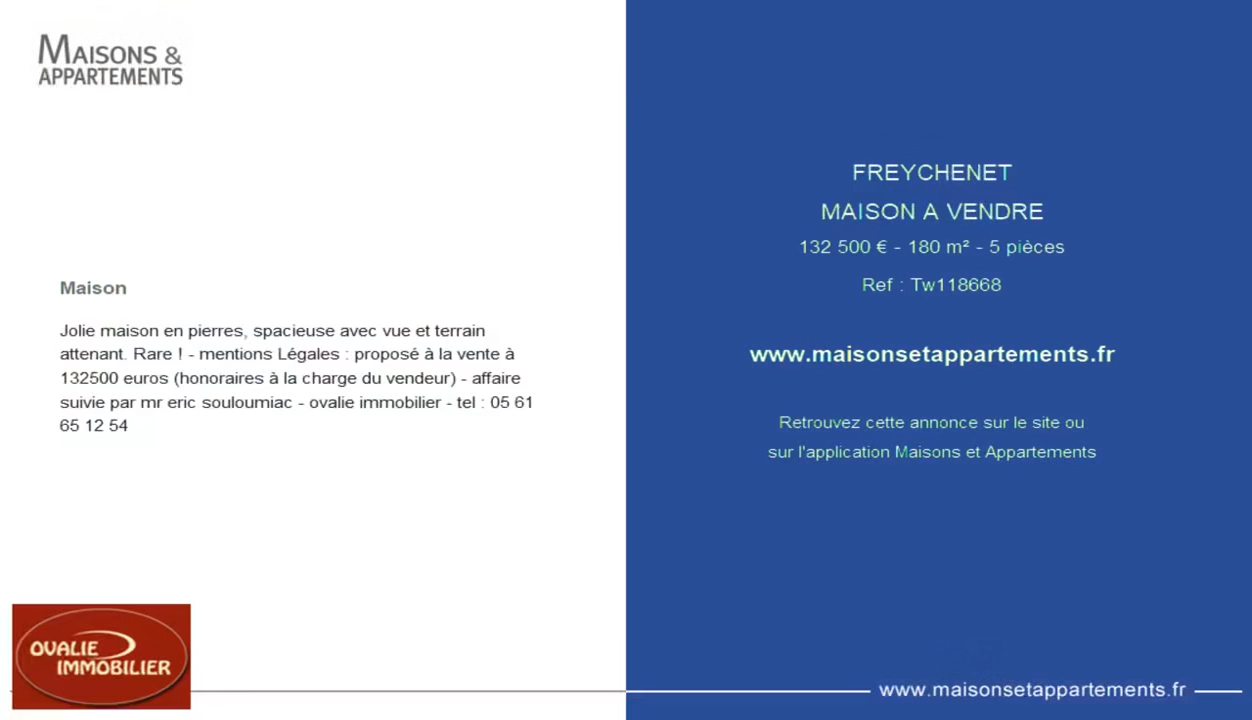 MAISONS &
APPARTEMENTS
Maison
Jolie maison en pierres, spacieuse avec vue et terrain
attenant. Rare ! - mentions Légales : proposé à la vente à
132500 euros (honoraires à la charge du vendeur) - affaire
suivie par mr eric souloumiac - ovalie immobilier - tel : 05 61
65 12 54
OVALIE
IMMOBILIER
FREYCHENET
MAISON A VENDRE
132 500 € - 180 m² - 5 pièces
Ref : Tw118668
www.maisonsetappartements.fr
Retrouvez cette annonce sur le site ou
sur l'application Maisons et Appartements
www.maisonsetappartements.fr